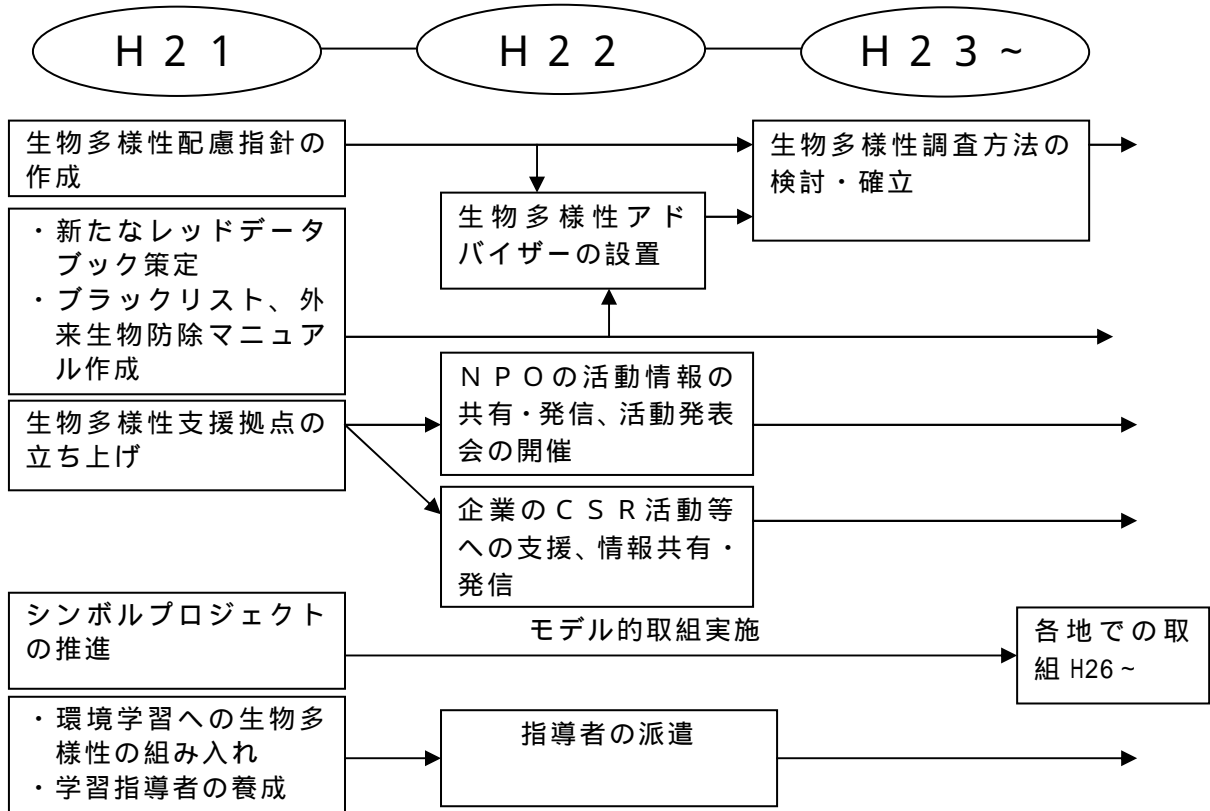 Ｈ２１
Ｈ２２
Ｈ２３~
生物多様性配慮指針の
作成
生物多様性調査方法の
検討・確立
生物多様性アド
バイザーの設置
・新たなレッドデータ
ブック策定
・ブラックリスト、外
来生物防除マニュア
ル作成
ＮＰＯの活動情報の
共有・発信、活動発表
会の開催
生物多様性支援拠点の
立ち上げ
企業のＣＳＲ活動等
への支援、情報共有・
発信
シンボルプロジェクト
の推進
モデル的取組実施
各地での取
組 H26~
・環境学習への生物多
様性の組み入れ
・学習指導者の養成
指導者の派遣